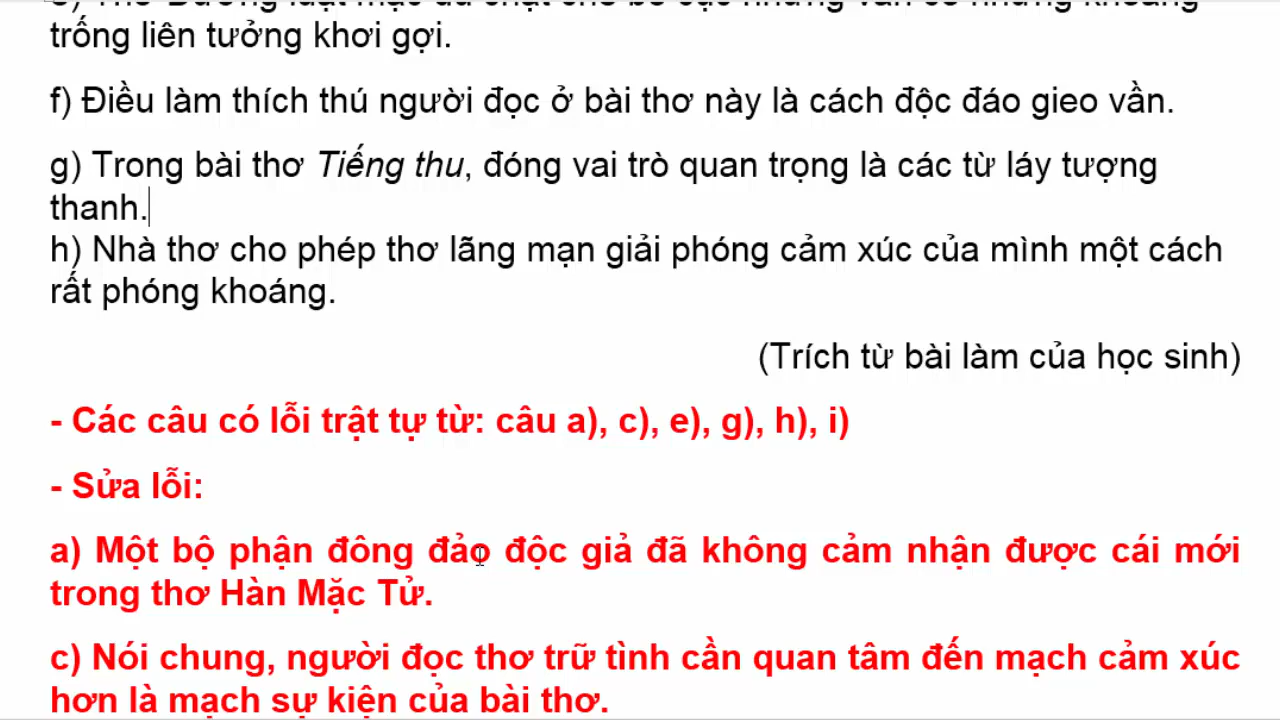 trống liên tưởng khơi gợi.
f) Điều làm thích thú người đọc ở bài thơ này là cách độc đáo gieo vần.
g) Trong bài thơ Tiếng thu, đóng vai trò quan trọng là các từ láy tượng
thanh.
h) Nhà thơ cho phép thơ lãng mạn giải phóng cảm xúc của mình một cách
rất phóng khoáng.
(Trích từ bài làm của học sinh)
- Các câu có lỗi trật tự từ: câu a), c), e), g), h), i)
- Sửa lỗi:
a) Một bộ phận đông đảo độc giả đã không cảm nhận được cái mới
trong thơ Hàn Mặc Tử.
c) Nói chung, người đọc thơ trữ tình cần quan tâm đến mạch cảm xúc
hơn là mạch sự kiện của bài thơ.